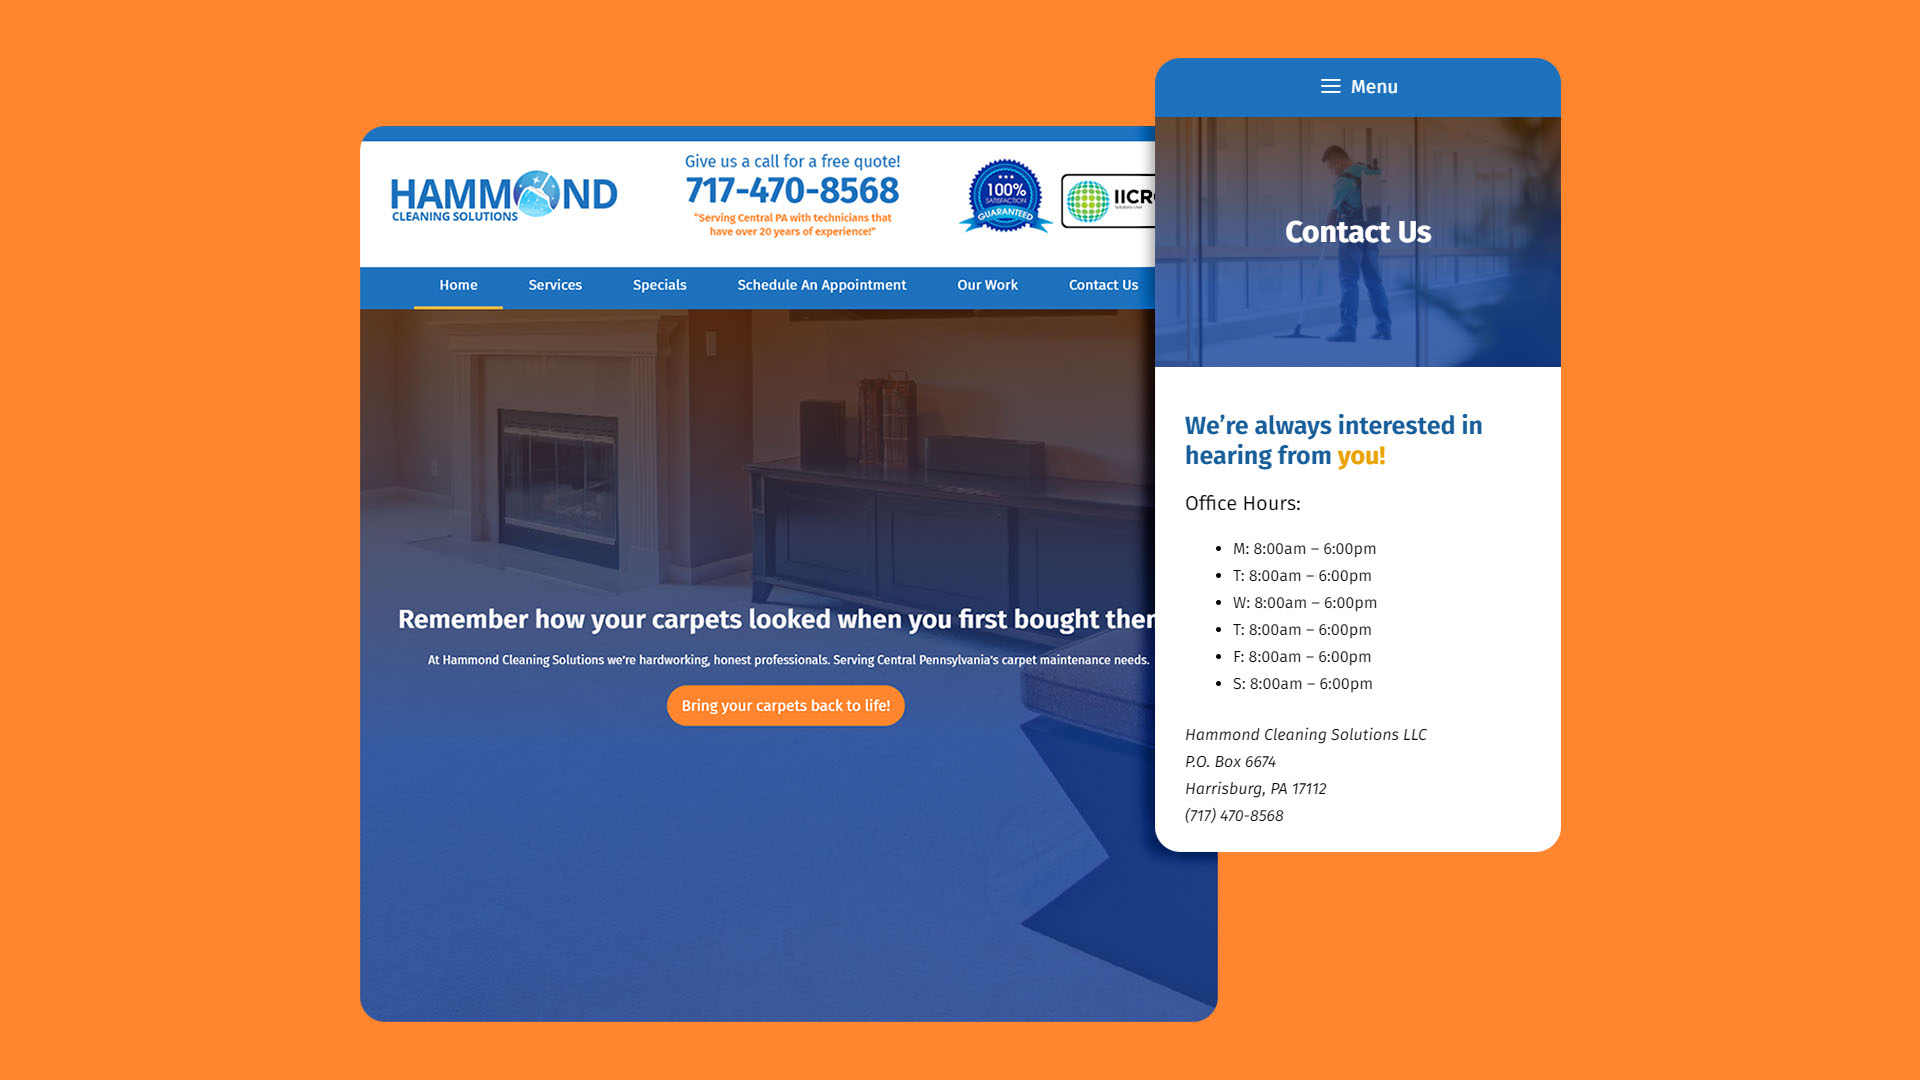 HAMMOND
CLEANING SOLUTIONS
Give us a call for a free quote!
717-470-8568
"Serving Central PA with technicians that
have over 20 years of experience!"
100%
SATISFACTION
GUARANTEED
IICR
Home Services Specials Schedule An Appointment Our Work Contact Us
Remember how your carpets looked when you first bought
At Hammond Cleaning Solutions we're hardworking, honest professionals. Serving Central Pennsylvania's carpet maintenance needs.
Bring your carpets back to life!
Menu
Contact Us
We’re always interested in
hearing from you!
Office Hours:
• M: 8:00am – 6:00pm
• T: 8:00am – 6:00pm
• W: 8:00am – 6:00pm
• T: 8:00am – 6:00pm
• F: 8:00am – 6:00pm
• S: 8:00am – 6:00pm
Hammond Cleaning Solutions LLC
P.O. Box 6674
Harrisburg, PA 17112
(717) 470-8568